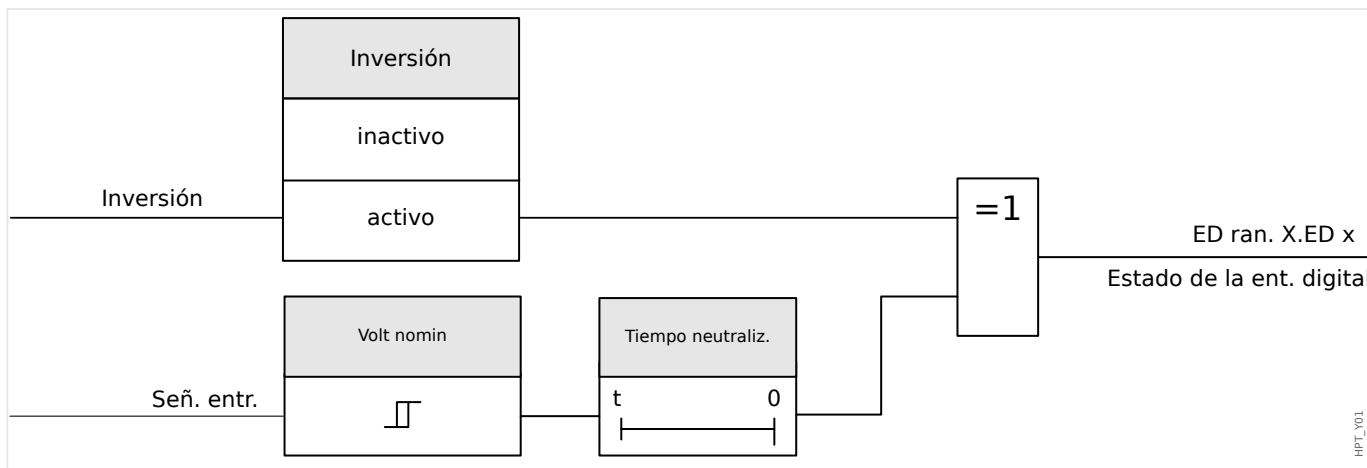 Inversión
inactivo
Inversión
activo
=1
ED ran. X.ED x
Estado de la ent. digital
Volt nomin
Tiempo neutraliz.
Señ. entr.
t 0
HPT_Y01